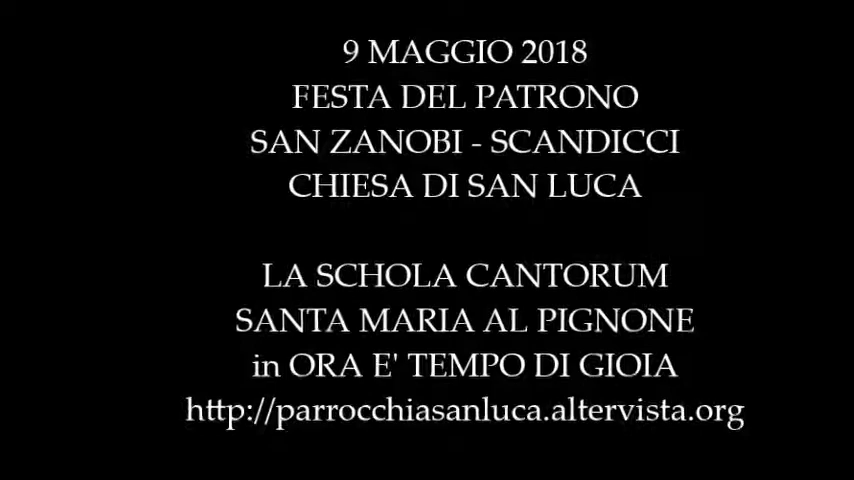 9 MAGGIO 2018
FESTA DEL PATRONO
SAN ZANOBI - SCANDICCI
CHIESA DI SAN LUCA
LA SCHOLA CANTORUM
SANTA MARIA AL PIGNONE
in ORA E' TEMPO DI GIOIA
http://parrocchiasanluca.altervista.org